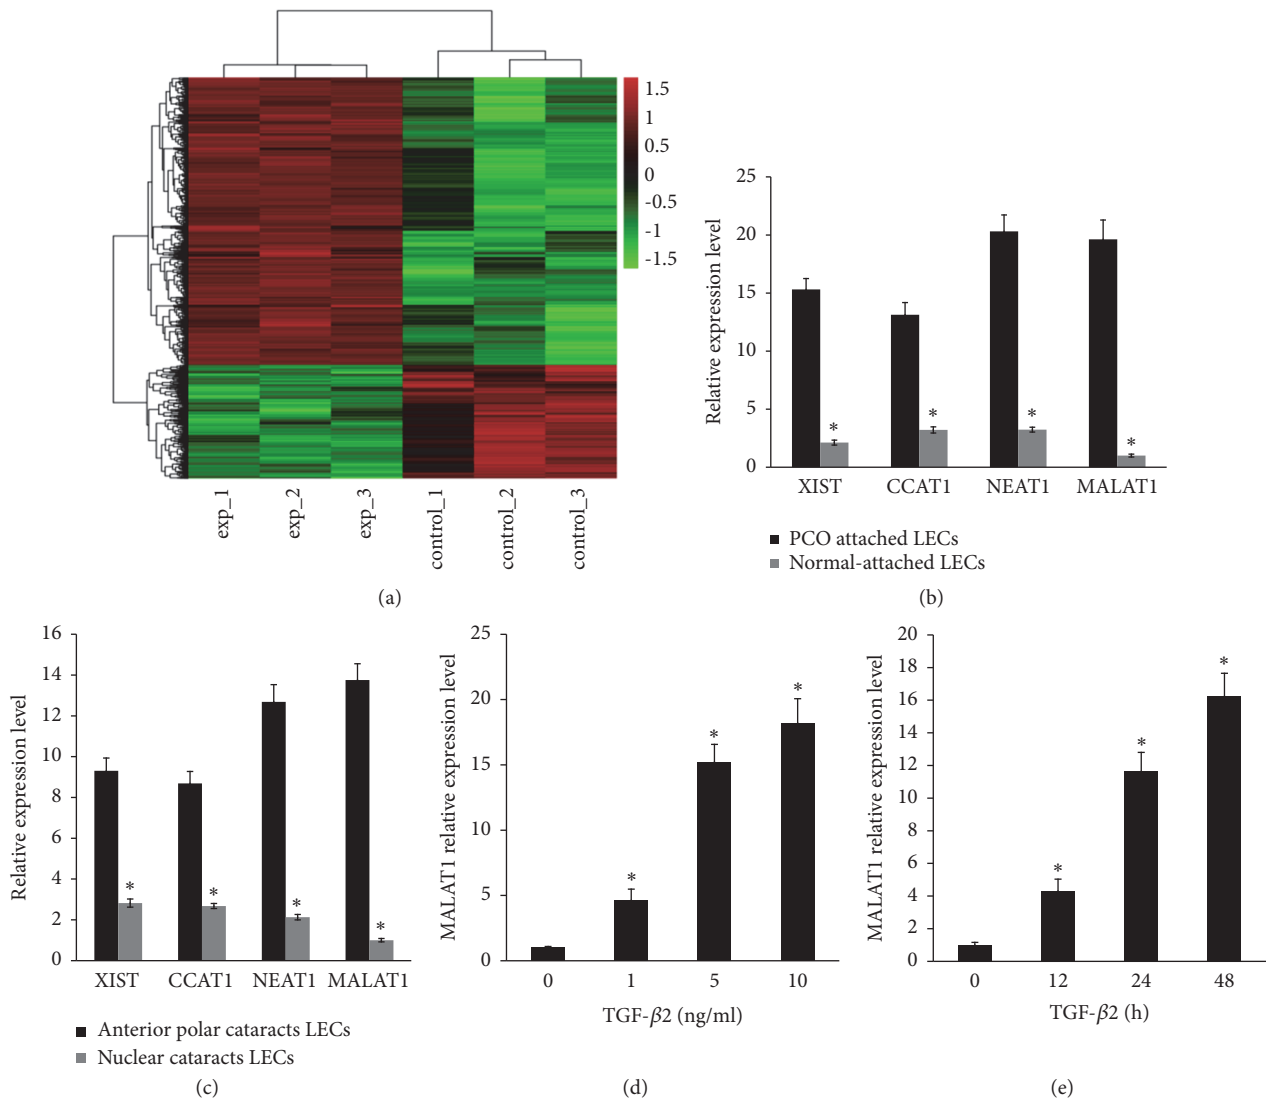 1.5
1
0.5
0
-0.5
-1
-1.5
exp_1
exp_2
exp_3
control_1
control_2
control_3
(a)
Relative expression level
25
20
15
10
5
0
*
*
*
*
XIST
CCAT1
NEAT1
MALAT1
PCO attached LECs
Normal-attached LECs
(b)
Relative expression level
16
14
12
10
8
6
4
2
0
*
*
*
*
XIST
CCAT1
NEAT1
MALAT1
Anterior polar cataracts LECs
Nuclear cataracts LECs
(c)
MALAT1 relative expression level
25
20
15
10
5
0
*
*
*
0
1
5
10
TGF-β2 (ng/ml)
(d)
MALAT1 relative expression level
20
18
16
14
12
10
8
6
4
2
0
*
*
*
0
12
24
48
TGF-β2 (h)
(e)